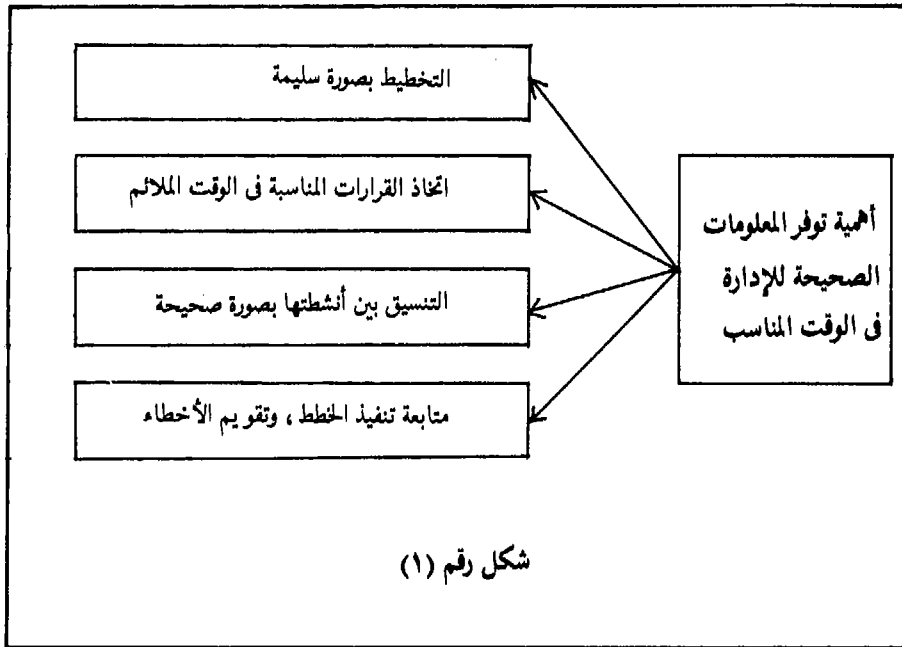 أهمية توفر المعلومات
الصحيحة للإدارة
فى الوقت المناسب
التخطيط بصورة سليمة
اتخاذ القرارات المناسبة فى الوقت الملائم
التنسيق بين أنشطتها بصورة صحيحة
متابعة تنفيذ الخطط ، وتقويم الأخطاء
شكل رقم (١)